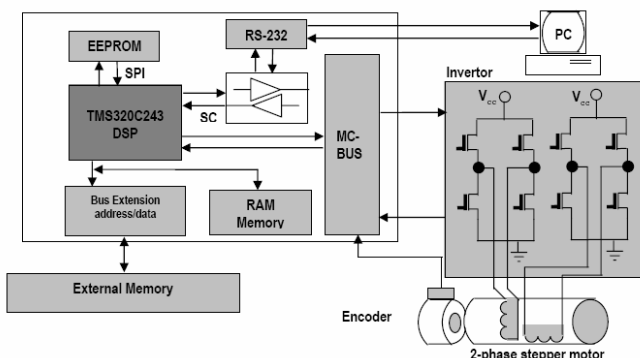 EEPROM
SPI
TMS320C243
DSP
RS-232
SC
MC-
BUS
PC
Invertor
Vcc
Vcc
Bus Extension
address/data
RAM
Memory
External Memory
Encoder
2-phase stepper motor